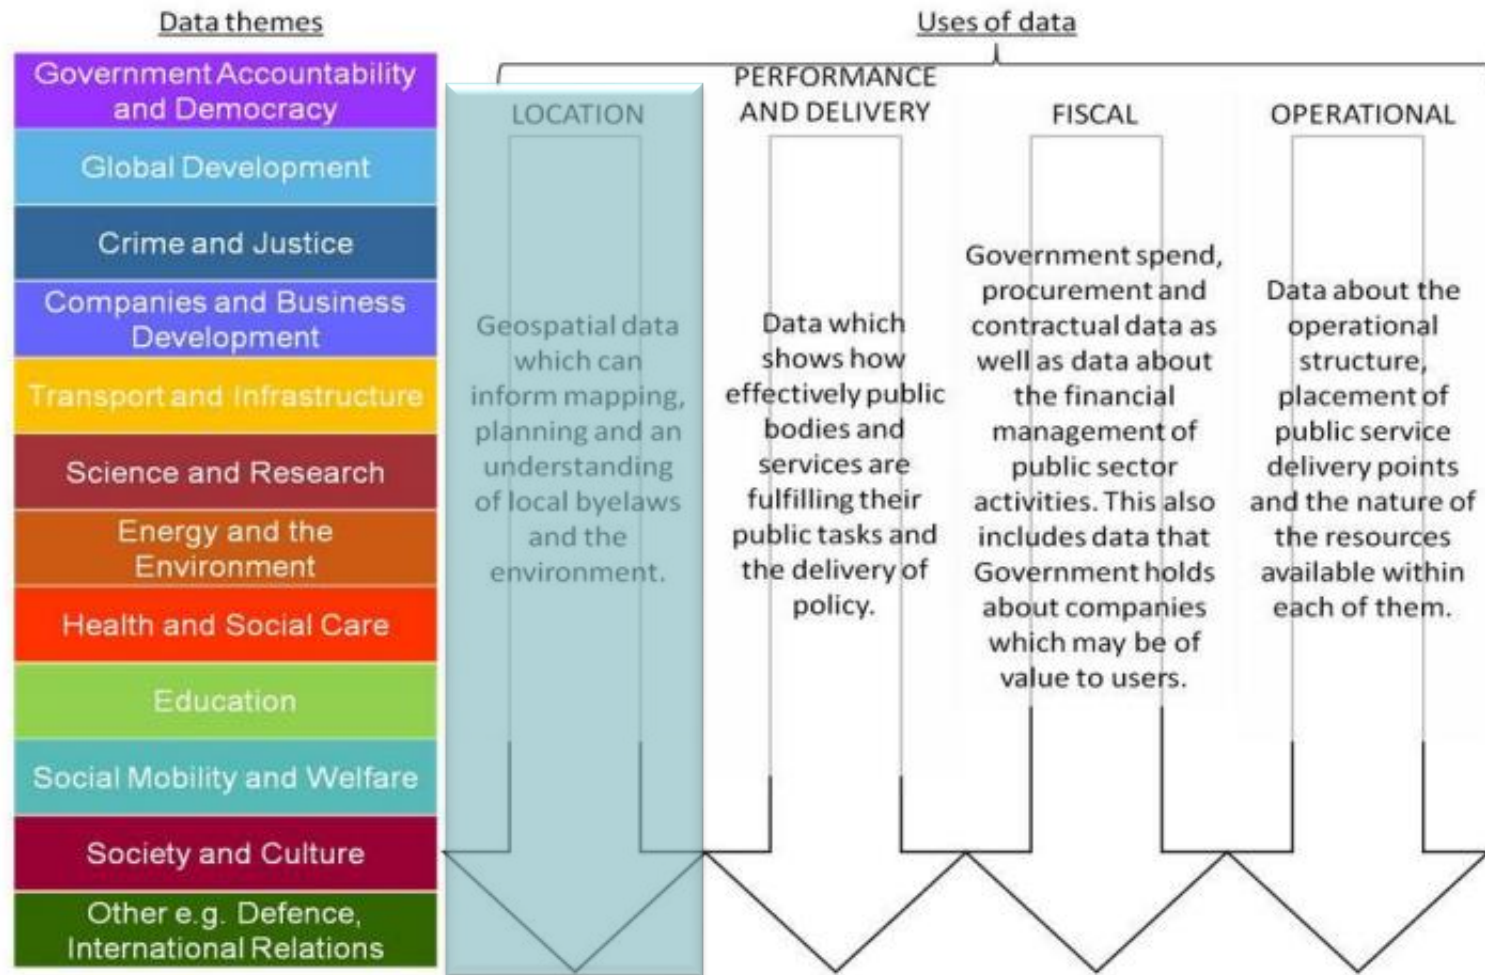 Data themes
Government Accountability
and Democracy
Global Development
Crime and Justice
Companies and Business
Development
Transport and Infrastructure
Science and Research
Energy and the
Environment
Health and Social Care
Education
Social Mobility and Welfare
Society and Culture
Other e.g. Defence,
International Relations
Uses of data
LOCATION
Geospatial data
which can
inform mapping,
planning and an
understanding
of local byelaws
and the
environment.
PERFORMANCE
AND DELIVERY
Data which
shows how
effectively public
bodies and
services are
fulfilling their
public tasks and
the delivery of
policy.
FISCAL
Government spend,
procurement and
contractual data as
well as data about
the financial
management of
public sector
activities. This also
includes data that
Government holds
about companies
which may be of
value to users.
OPERATIONAL
Data about the
operational
structure,
placement of
public service
delivery points
and the nature of
the resources
available within
each of them.